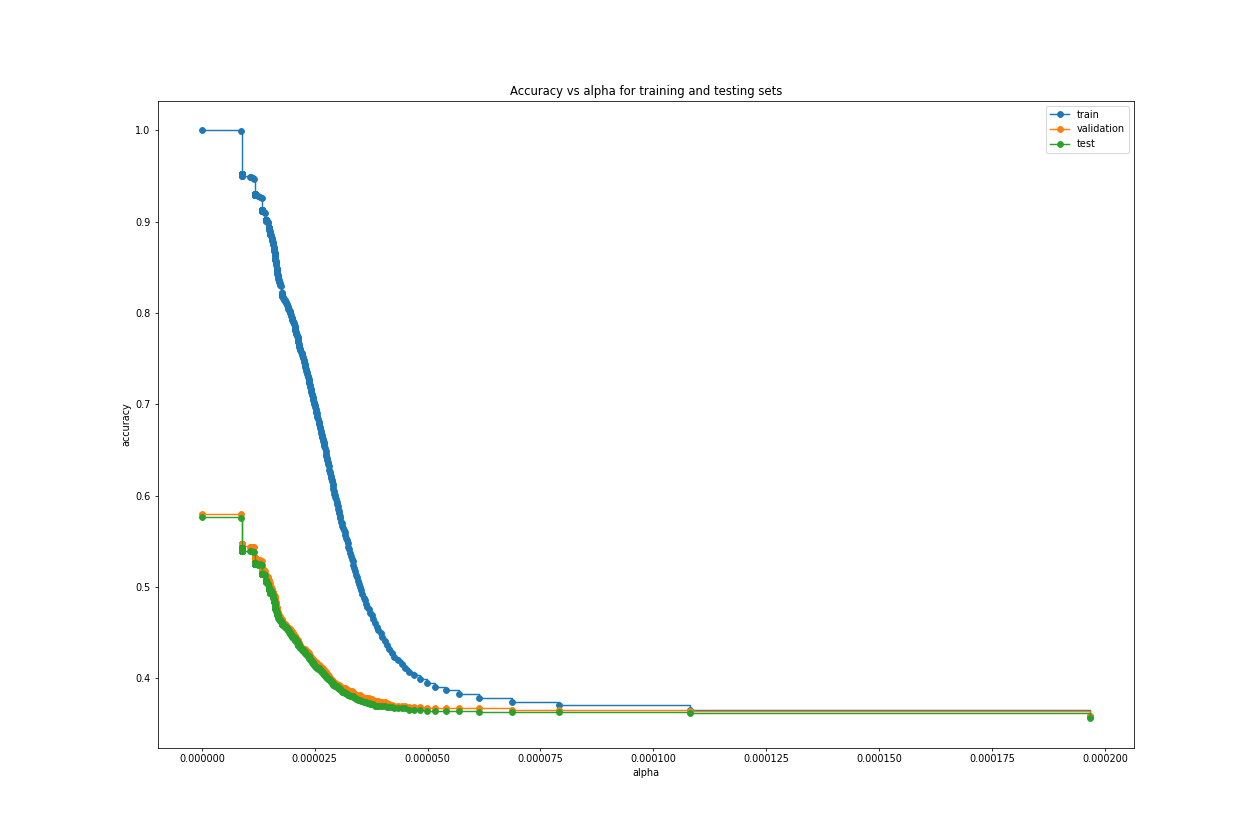 Accuracy vs alpha for training and testing sets
train
validation
test
1.0
0.9
0.8
0.7
0.6
0.5
0.4
accuracy
0.000000 0.000025 0.000050 0.000075 0.000100 0.000125 0.000150 0.000175 0.000200
alpha